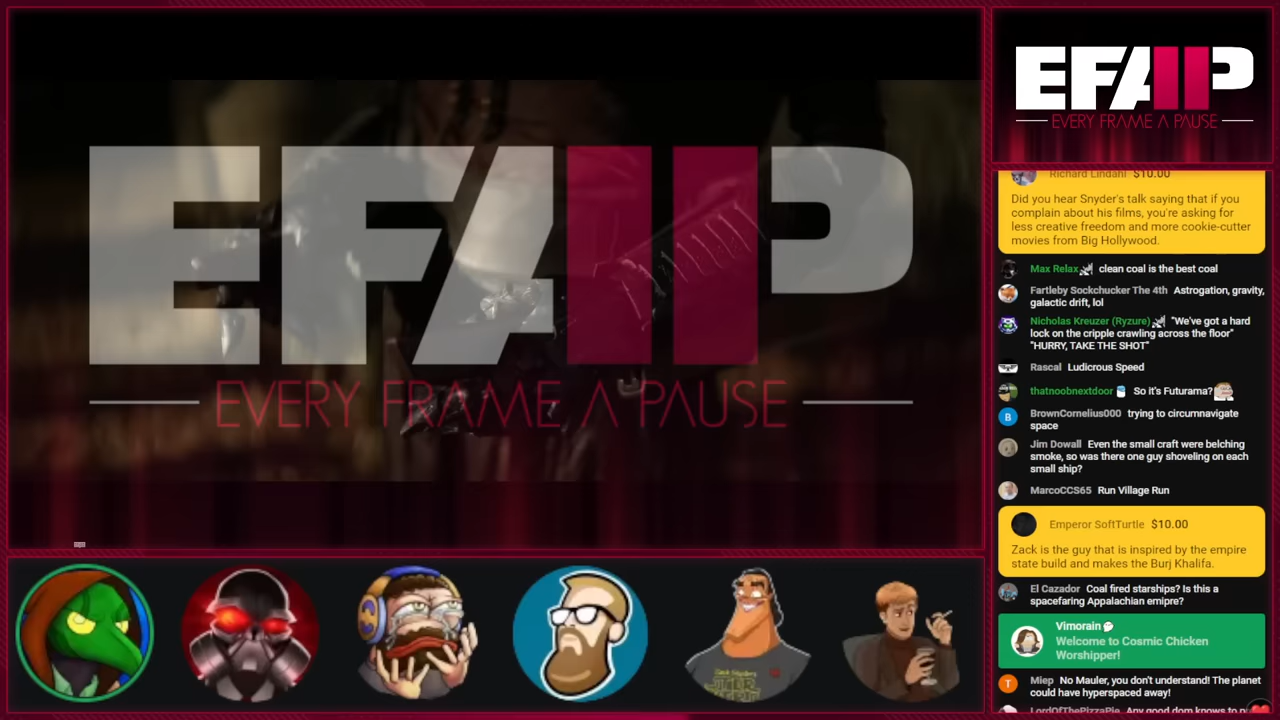 EFAP
EVERY FRAME A PAUSE
EFAP
EVERY FRAME A PAUSE
Richard Lindahl $10.00
Did you hear Snyder's talk saying that if you
complain about his films, you're asking for
less creative freedom and more cookie-cutter
movies from Big Hollywood.
Max Relax clean coal is the best coal
Fartleby Sockchucker The 4th Astrogation, gravity,
galactic drift, lol
Nicholas Kreuzer (Ryzure) "We've got a hard
lock on the cripple crawling across the floor"
"HURRY, TAKE THE SHOT"
Rascal Ludicrous Speed
thatnoobnextdoor So it's Futurama?
B BrownCornelius000 trying to circumnavigate
space
Jim Dowall Even the small craft were belching
smoke, so was there one guy shoveling on each
small ship?
MarcoCCS65 Run Village Run
Emperor SoftTurtle $10.00
Zack is the guy that is inspired by the empire
state build and makes the Burj Khalifa.
El Cazador Coal fired starships? Is this a
spacefaring Appalachian emipre?
Vimorain
Welcome to Cosmic Chicken
Worshipper!
T Miep No Mauler, you don't understand! The planet
could have hyperspaced away!
LordOfThePizzaPie Any good dom knows to